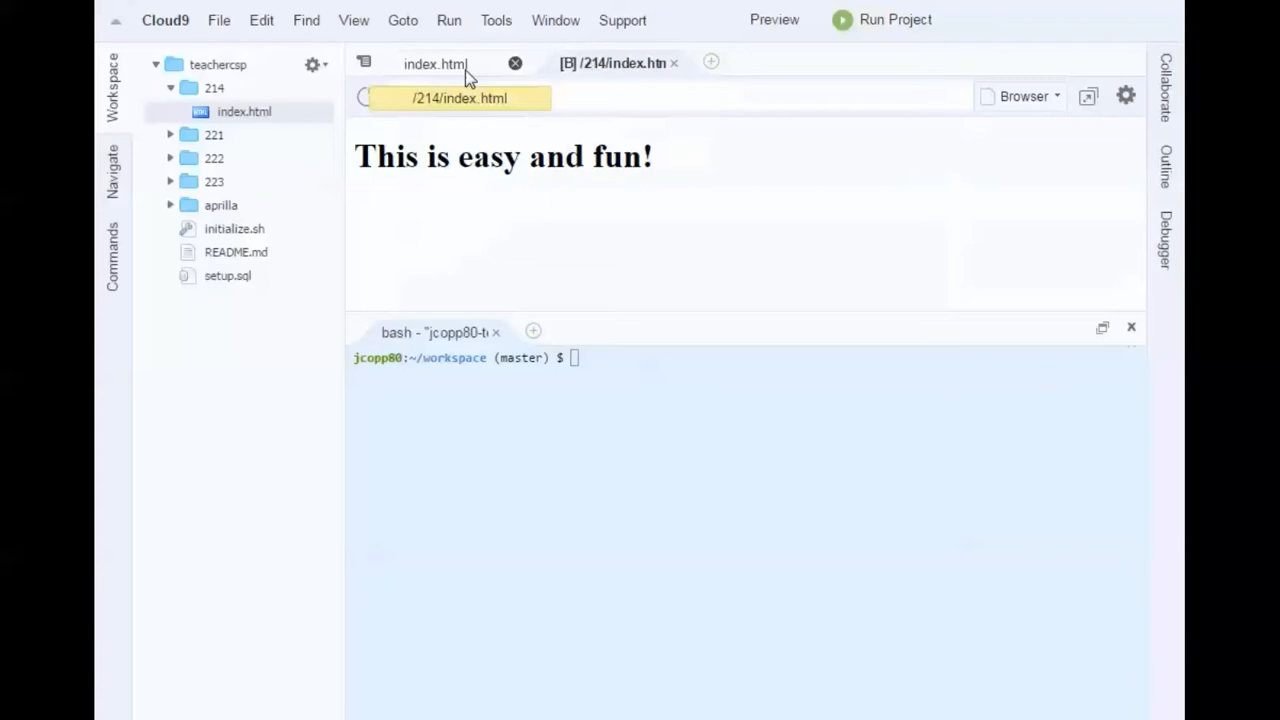 Cloud9 File Edit Find View Goto Run Tools Window Support Preview Run Project
Workspace
Navigate
Commands
teachercsp
214
index.html
221
222
223
aprilla
initialize.sh
README.md
setup.sql
index.html [B] /214/index.htn
/214/index.html Browser
This is easy and fun!
bash - "jcopp80-t
jcopp80:~/workspace (master) $
Collaborate
Outline
Debugger